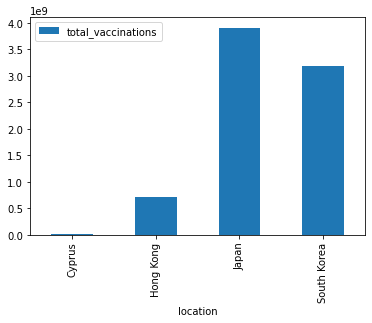 1e9
total_vaccinations
4.0
3.5
3.0
2.5
2.0
1.5
1.0
0.5
0.0
Cyprus
Hong Kong
Japan
South Korea
location